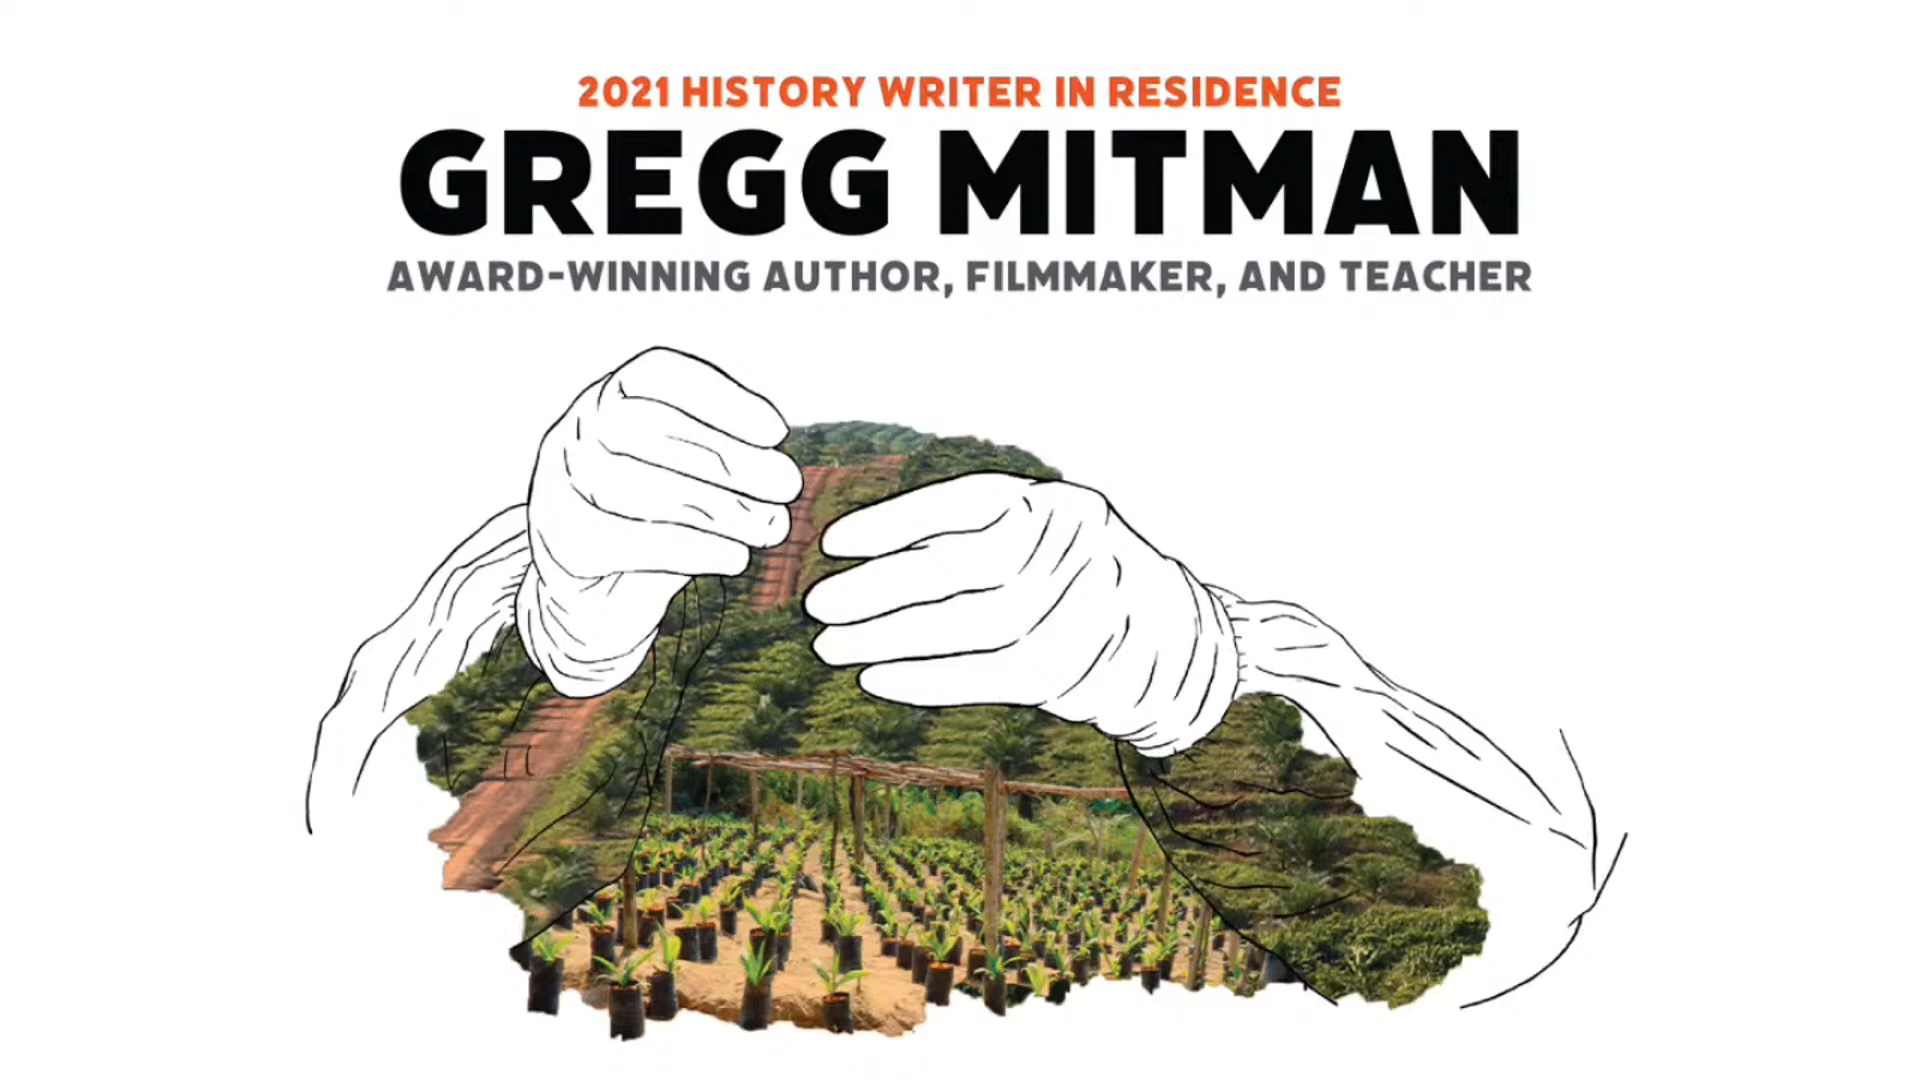 2021 HISTORY WRITER IN RESIDENCE
GREGG MITMAN
AWARD-WINNING AUTHOR, FILMMAKER, AND TEACHER